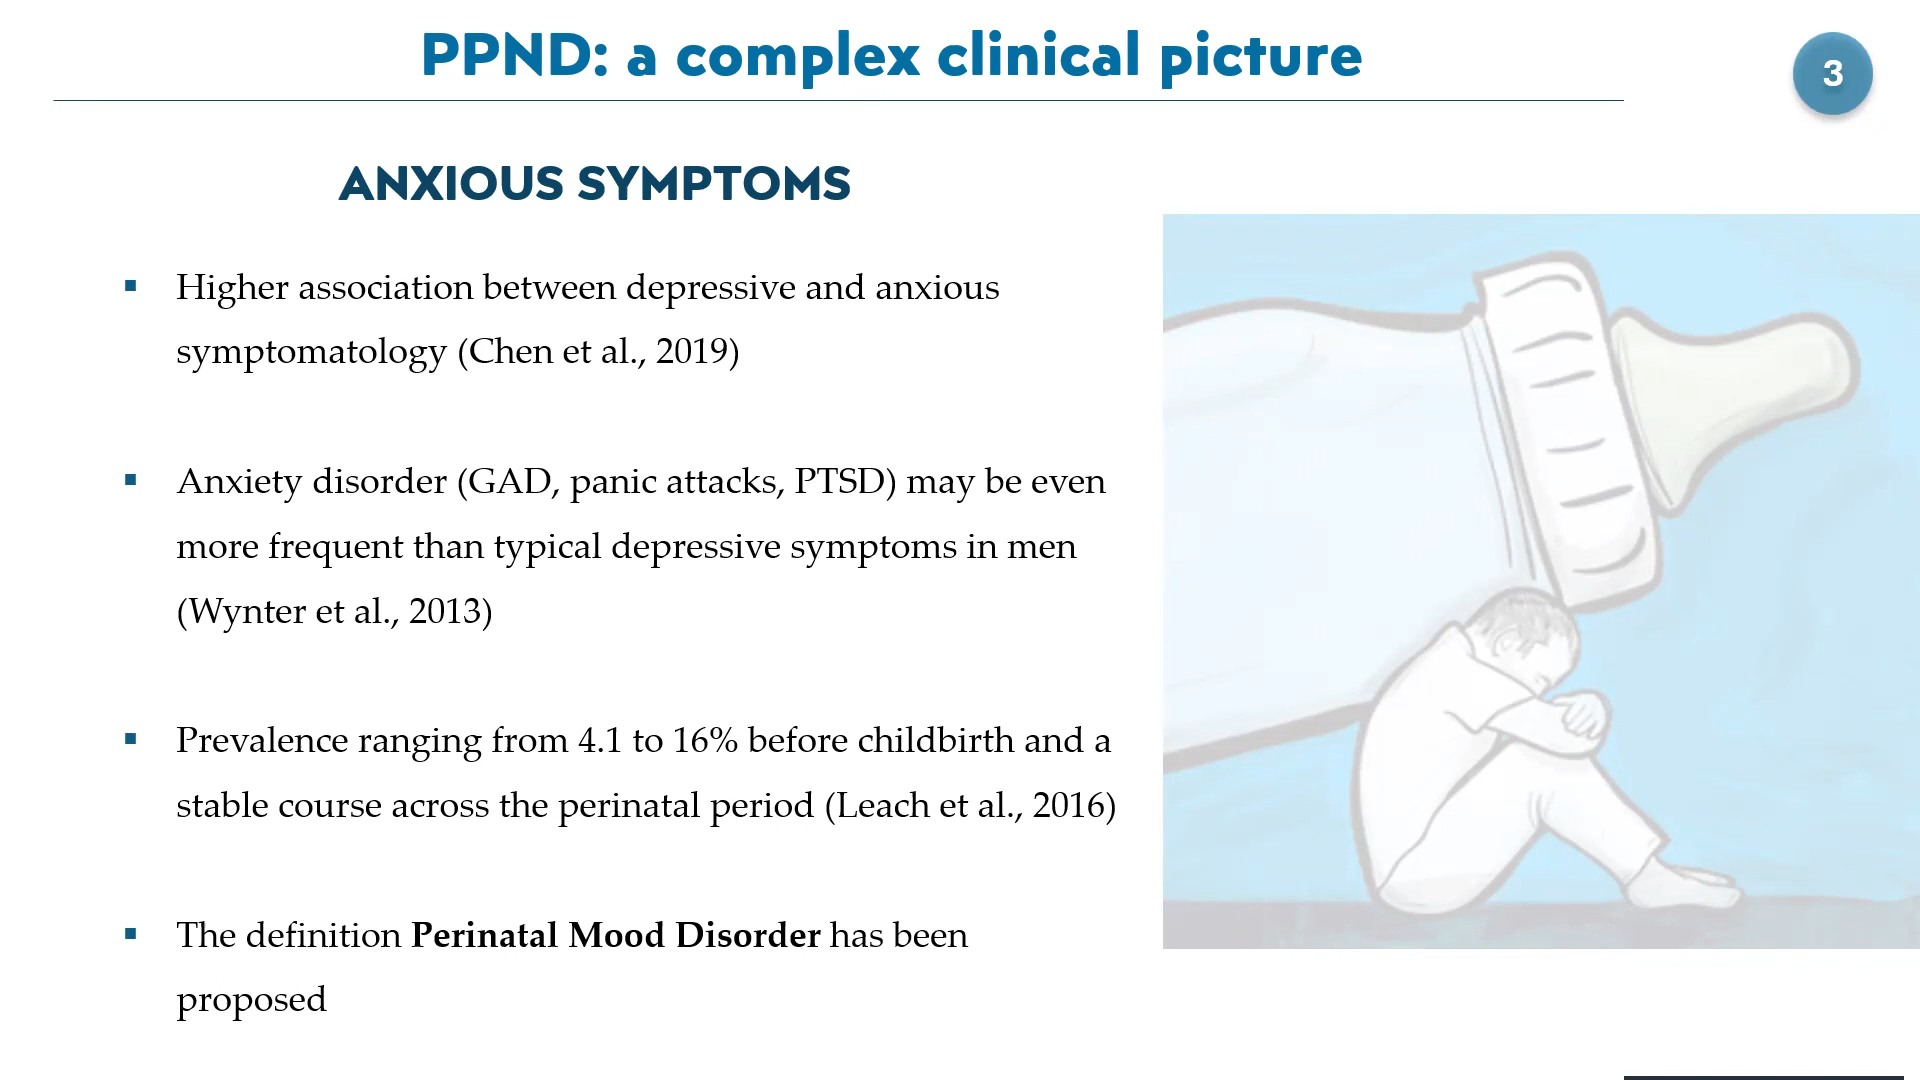 PPND: a complex clinical picture
3
ANXIOUS SYMPTOMS
▪ Higher association between depressive and anxious
symptomatology (Chen et al., 2019)
▪ Anxiety disorder (GAD, panic attacks, PTSD) may be even
more frequent than typical depressive symptoms in men
(Wynter et al., 2013)
▪ Prevalence ranging from 4.1 to 16% before childbirth and a
stable course across the perinatal period (Leach et al., 2016)
▪ The definition Perinatal Mood Disorder has been
proposed